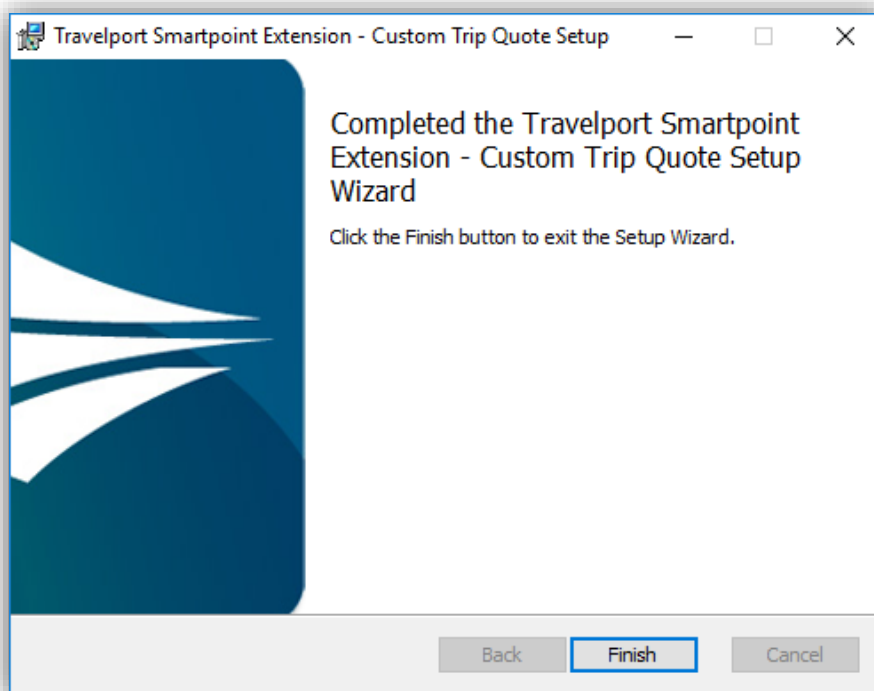 Travelport Smartpoint Extension - Custom Trip Quote Setup
Completed the Travelport Smartpoint
Extension - Custom Trip Quote Setup
Wizard
Click the Finish button to exit the Setup Wizard.
Back
Finish
Cancel